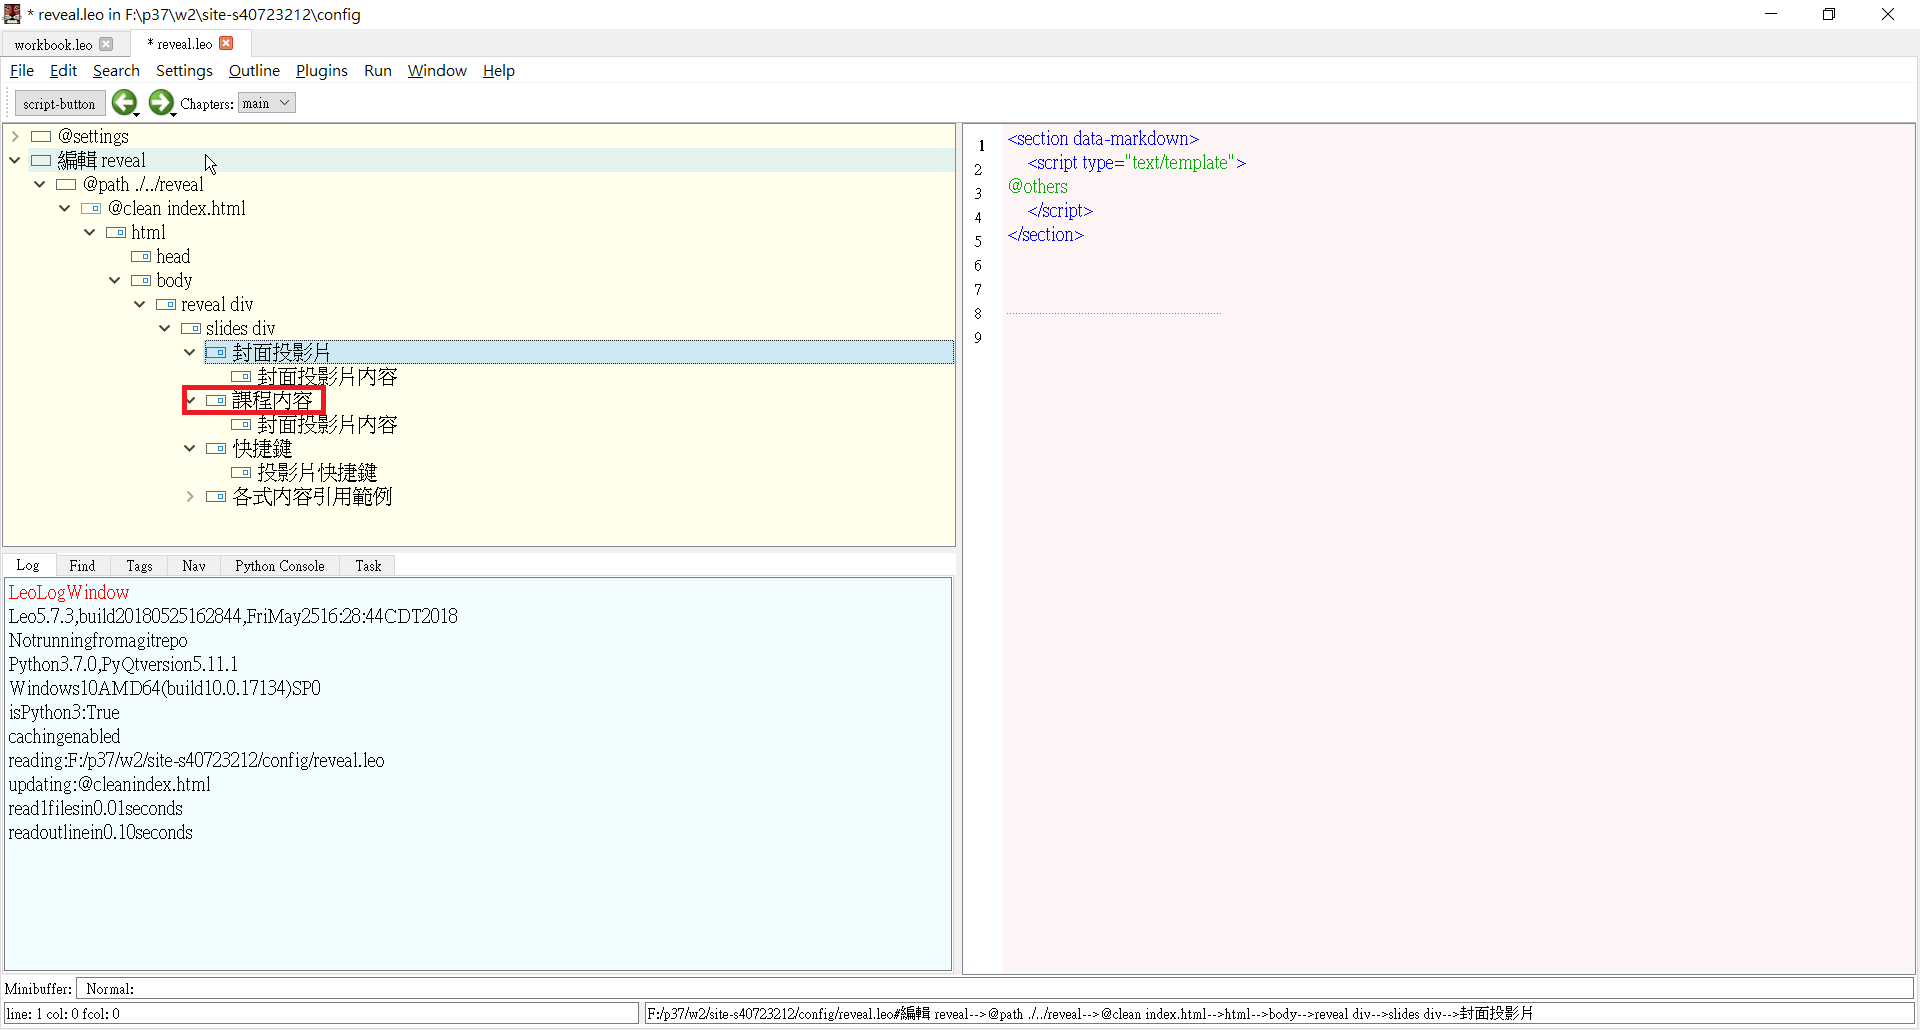 * reveal.leo in F:\p37\w2\site-s40723212\config
workbook.leo
* reveal.leo
File Edit Search Settings Outline Plugins Run Window Help
script-button Chapters: main
@settings
編輯 reveal
@path ./../reveal
@clean index.html
html
head
body
reveal div
slides div
封面投影片
封面投影片内容
課程内容
封面投影片内容
快捷鍵
投影片快捷鍵
各式内容引用範例
1 <section data-markdown>
2 <script type="text/template">
3 @others
4 </script>
5 </section>
6
7
8
9
Log Find Tags Nav Python Console Task
LeoLogWindow
Leo5.7.3,build20180525162844,FriMay2516:28:44CDT2018
Notrunningfromagitrepo
Python3.7.0,PyQtversion5.11.1
Windows10AMD64(build10.0.17134)SP0
isPython3:True
cachingenabled
reading:F:/p37/w2/site-s40723212/config/reveal.leo
updating:@cleanindex.html
read1filesin0.01seconds
readoutlinein0.10seconds
Minibuffer: Normal:
line: 1 col: 0 fcol: 0
F:/p37/w2/site-s40723212/config/reveal.leo#編輯 reveal-->@path ./../reveal-->@clean index.html-->html-->body-->reveal div-->slides div-->封面投影片